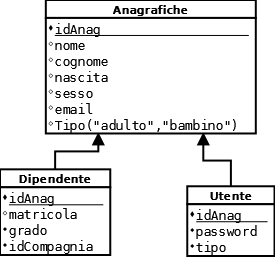 Anagrafiche
idAnag
nome
cognome
nascita
sesso
email
Tipo("adulto","bambino")
Dipendente
idAnag
matricola
grado
idCompagnia
Utente
idAnag
password
tipo